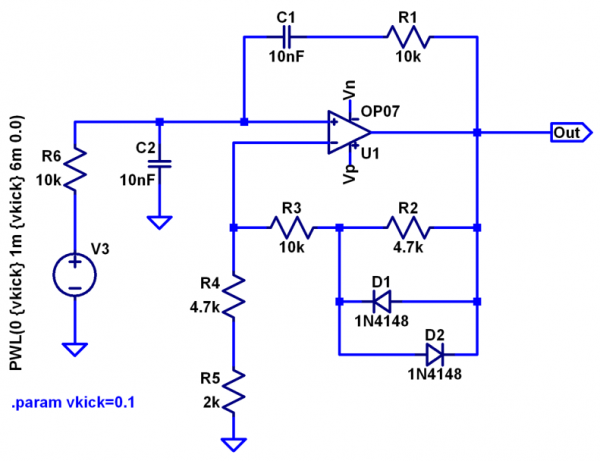 C1
10nF
R1
10k
Vn
OP07
U1
Vp
Out
R6
10k
C2
10nF
V3
PWL(0 {vkick} 1m {vkick} 6m 0.0)
R3
10k
R2
4.7k
R4
4.7k
D1
1N4148
D2
1N4148
R5
2k
.param vkick=0.1